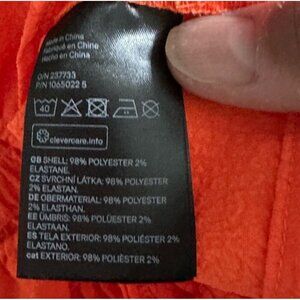 Made in China
Fabriqué en Chine
Hecho en China
O/N 237733
P/N 1065022 5
40
clevercare.info
GB SHELL: 98% POLYESTER 2%
ELASTANE.
CZ SVRCHNÍ LÁTKA: 98% POLYESTER
2% ELASTAN.
DE OBERMATERIAL: 98% POLYESTER
2% ELASTHAN.
EE ÜMBRIS: 98% POLÜESTER 2%
ELASTAAN.
ES TELA EXTERIOR: 98% POLIÉSTER
2% ELASTANO.
cat EXTERIOR: 98% POLIÈSTER 2%